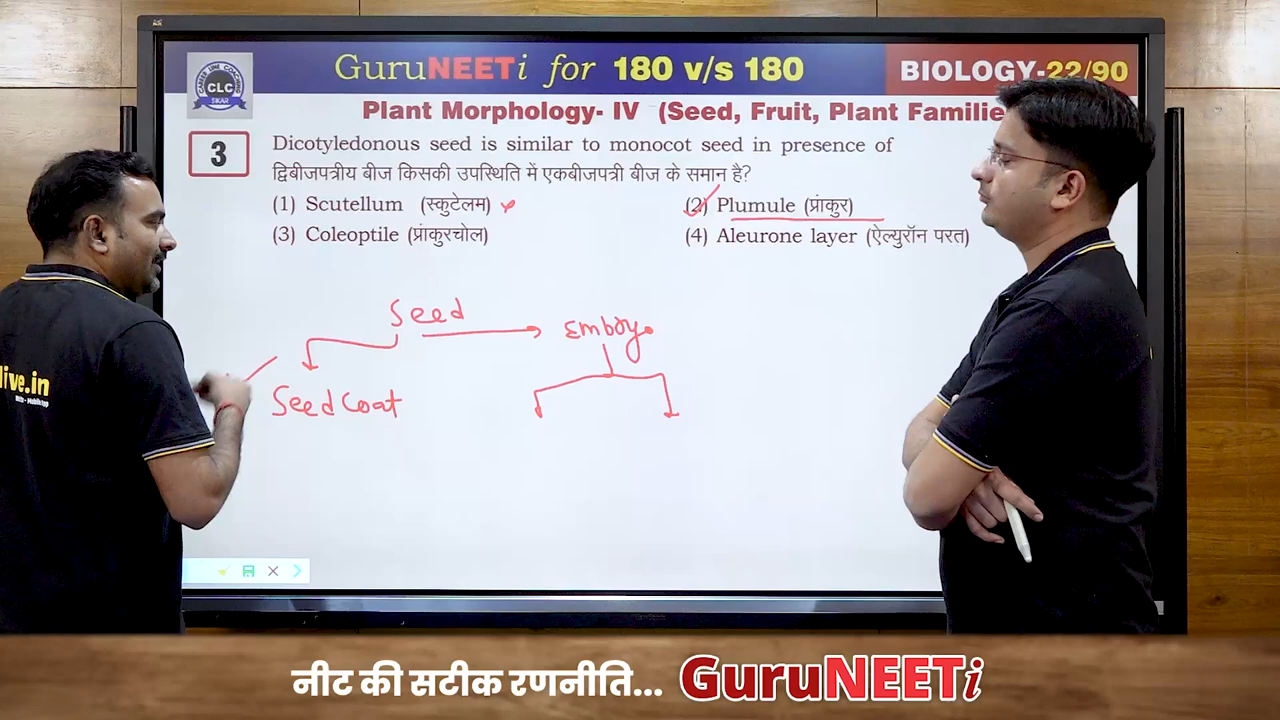 GuruNEETi for 180 v/s 180
BIOLOGY-22/90
CLC
SIKAR
Plant Morphology- IV (Seed, Fruit, Plant Familie
3
Dicotyledonous seed is similar to monocot seed in presence of
द्विबीजपत्रीय बीज किसकी उपस्थिति में एकबीजपत्री बीज के समान है?
(1) Scutellum (स्कुटेलम)
(2) Plumule (प्रांकुर)
(3) Coleoptile (प्रांकुरचोल)
(4) Aleurone layer (ऐल्युरॉन परत)
Seed
Embryo
Seed Coat
live.in
नीट की सटीक रणनीति... GuruNEETi